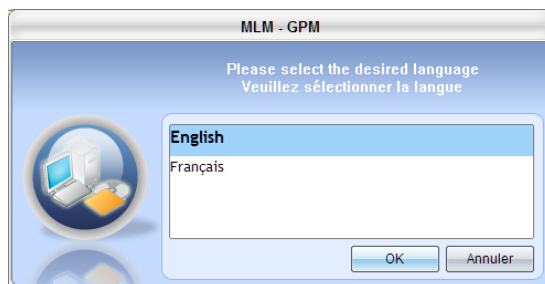 MLM - GPM
Please select the desired language
Veuillez sélectionner la langue
English
Français
OK Annuler